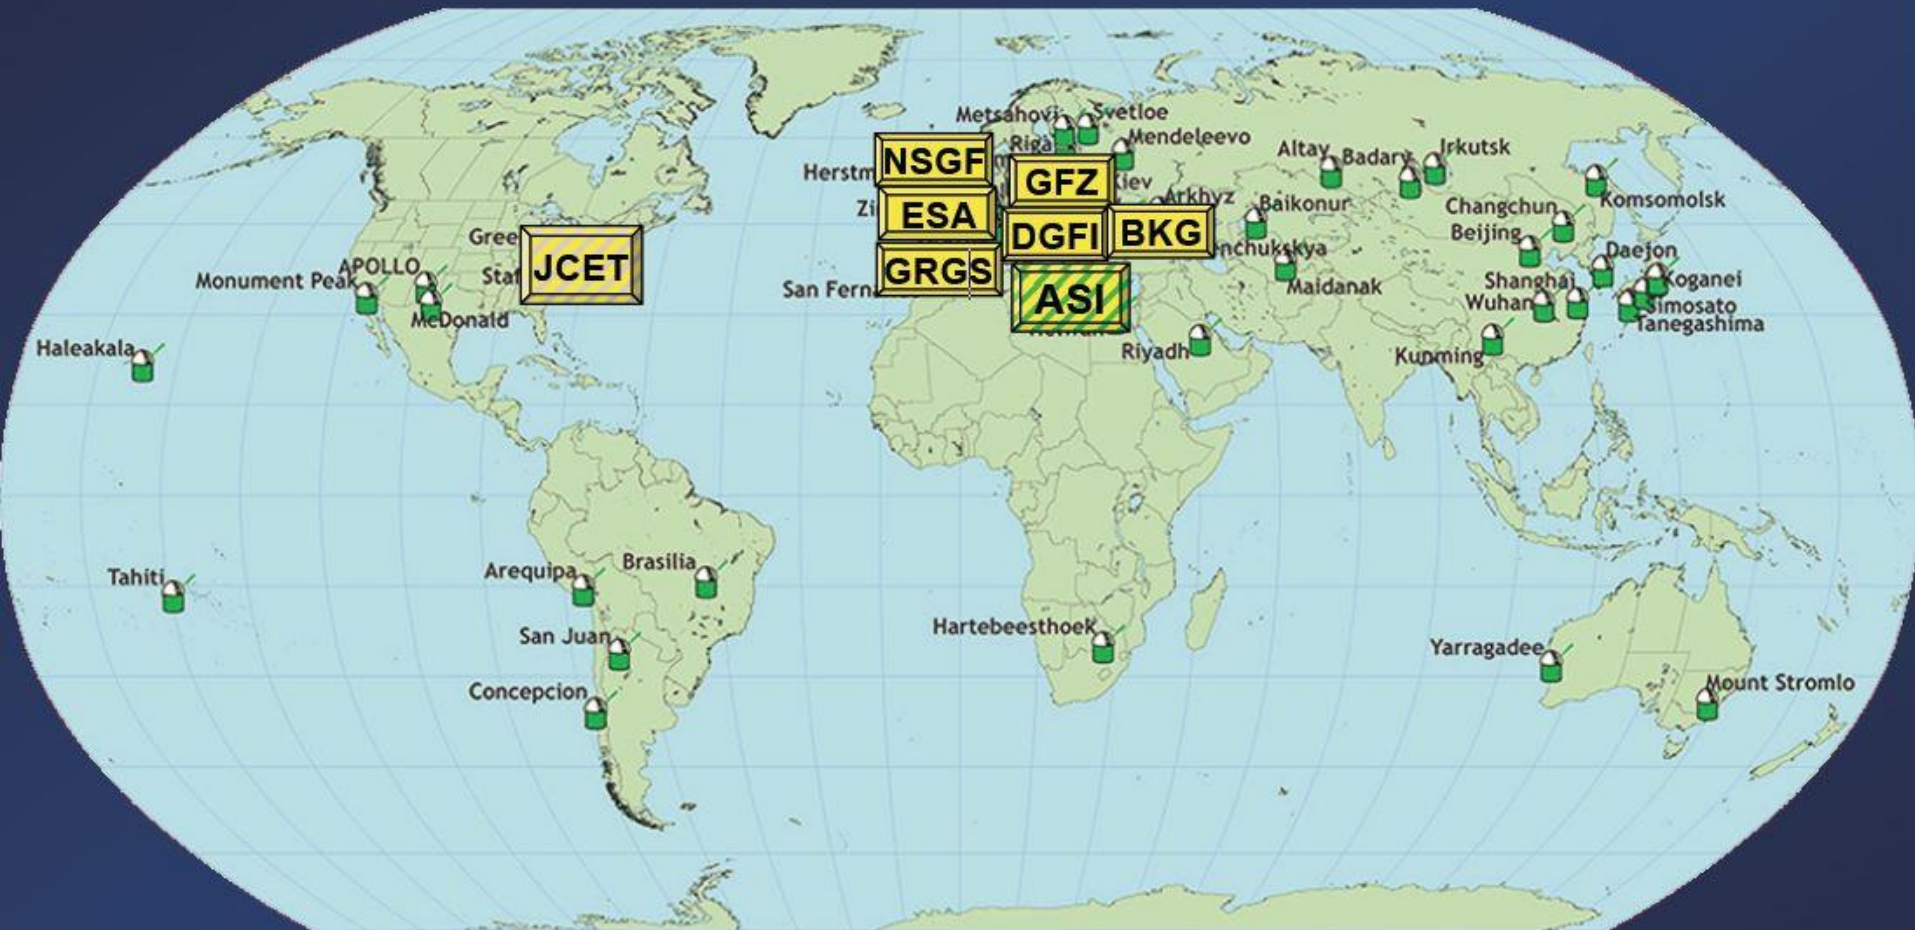 Metsahovi
Svetloe
Riga
Mendeleevo
NSGF
Herstm
GFZ
Kiev
Altay
Badary
Irkutsk
Arkhyz
Baikonur
Komsomolsk
Changchun
Zi
ESA
DGFI
BKG
Beijing
Gree
JCET
nchukskya
Daejon
APOLLO
Monument Peak
Staf
GRGS
ASI
San Fern
Maidanak
Shanghai
Koganei
Wuhan
Simosato
McDonald
Tanegashima
Haleakala
Riyadh
Kunming
Tahiti
Arequipa
Brasilia
San Juan
Hartebeesthoek
Yarragadee
Concepcion
Mount Stromlo